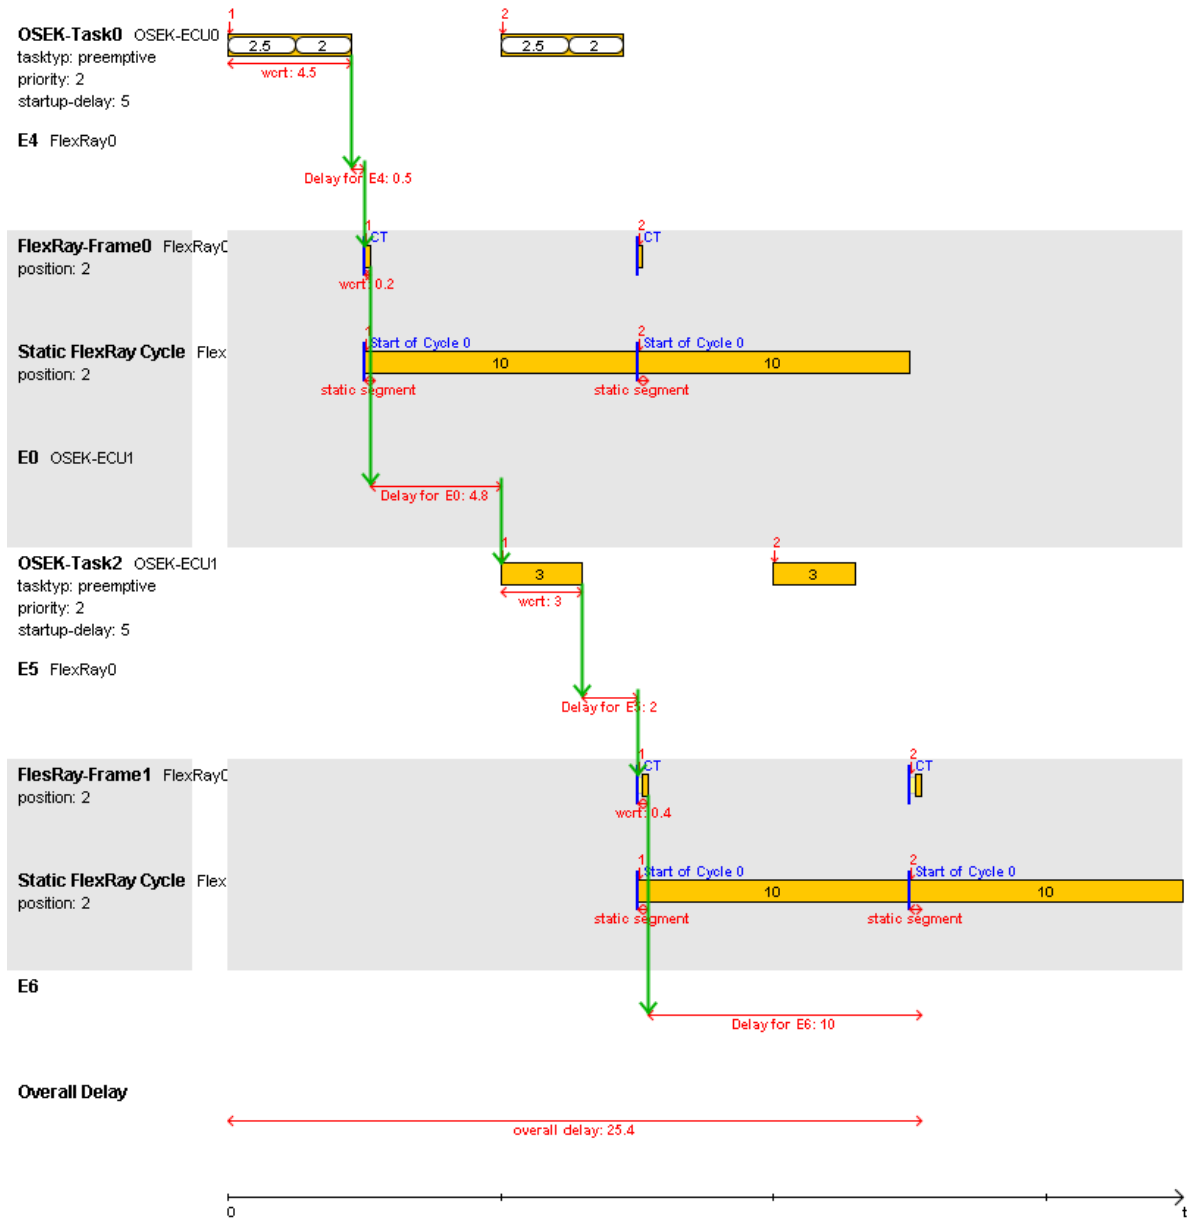 1
2
OSEK-Task0 OSEK-ECU0
2.5 2
2.5 2
tasktyp: preemptive
wcrt: 4.5
priority: 2
startup-delay: 5
E4 FlexRay0
Delay for E4: 0.5
1
2
CT
CT
FlexRay-Frame0 FlexRay0
position: 2
wcrt: 0.2
1
2
Start of Cycle 0
Start of Cycle 0
Static FlexRay Cycle Flex
10
10
position: 2
static segment
static segment
E0 OSEK-ECU1
Delay for E0: 4.8
1
2
OSEK-Task2 OSEK-ECU1
3
3
tasktyp: preemptive
wcrt: 3
priority: 2
startup-delay: 5
E5 FlexRay0
Delay for E5: 2
1
2
CT
CT
FlesRay-Frame1 FlexRay0
position: 2
wcrt: 0.4
1
2
Start of Cycle 0
Start of Cycle 0
Static FlexRay Cycle Flex
10
10
position: 2
static segment
static segment
E6
Delay for E6: 10
Overall Delay
overall delay: 25.4
0
t